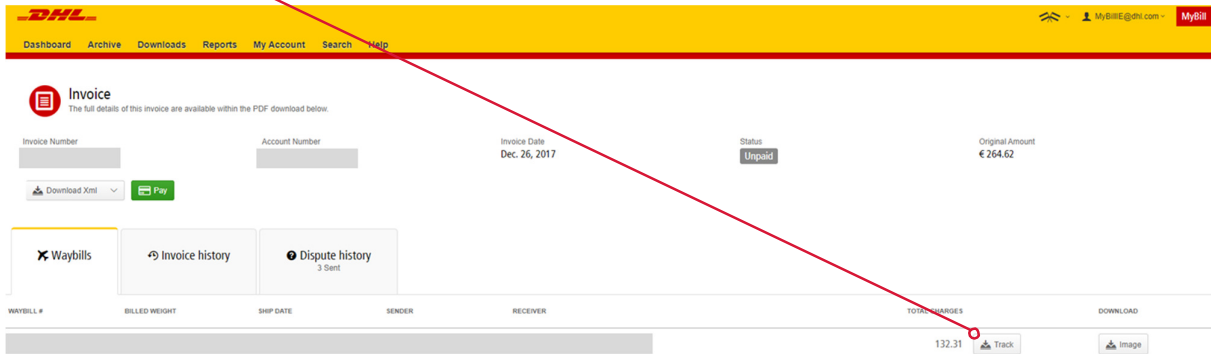 DHL
MyBillIE@dhl.com
MyBill
Dashboard Archive Downloads Reports My Account Search Help
Invoice
The full details of this invoice are available within the PDF download below.
Invoice Number Account Number Invoice Date Status Original Amount
Dec. 26, 2017 Unpaid € 264.62
Download Xml Pay
Waybills Invoice history Dispute history
3 Sent
WAYBILL # BILLED WEIGHT SHIP DATE SENDER RECEIVER TOTAL CHARGES DOWNLOAD
132.31 Track Image